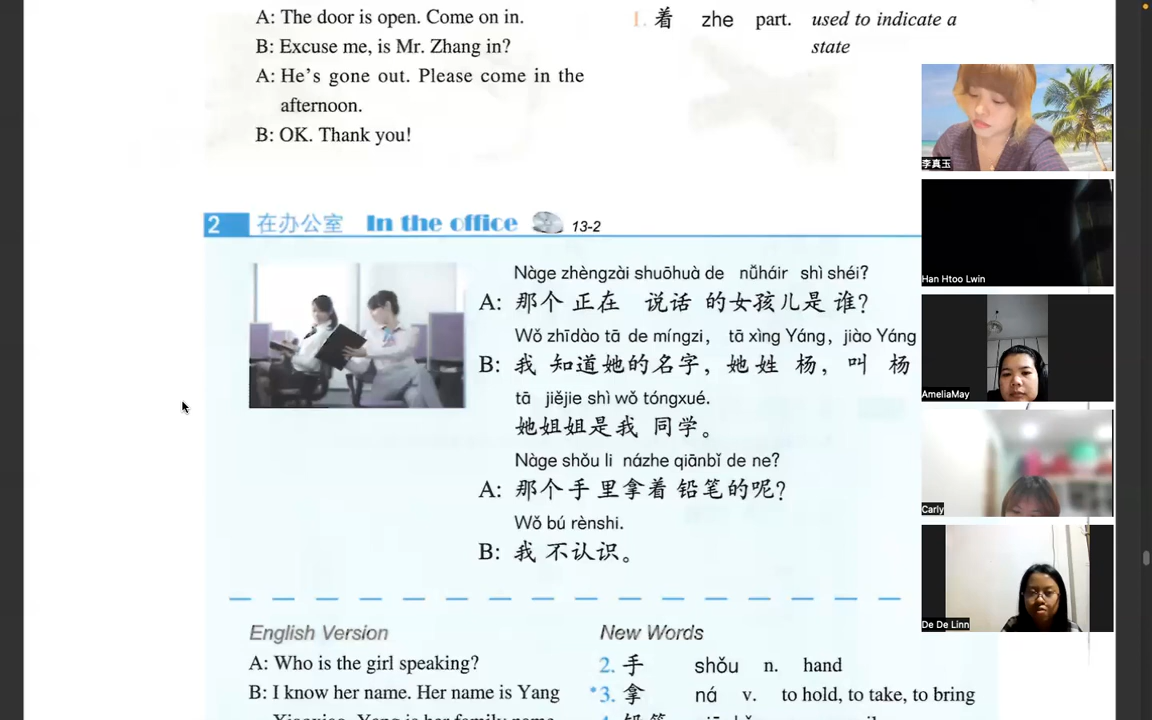 A: The door is open. Come on in.
B: Excuse me, is Mr. Zhang in?
A: He's gone out. Please come in the
afternoon.
B: OK. Thank you!
1. 着 zhe part. used to indicate a
state
2 在办公室 In the office 13-2
Nàge zhèngzài shuōhuà de nǚháir shì shéi?
A: 那个 正在 说话 的女孩儿是 谁?
Wǒ zhīdào tā de míngzi, tā xìng Yáng, jiào Yáng
B: 我 知道她的名字, 她姓 杨, 叫 杨
tā jiějie shì wǒ tóngxué.
她姐姐是我 同学。
Nàge shǒu li názhe qiānbǐ de ne?
A: 那个手里拿着 铅笔的呢?
Wǒ bú rènshi.
B: 我 不认识。
English Version
A: Who is the girl speaking?
B: I know her name. Her name is Yang
New Words
2. 手 shǒu n. hand
*3. 拿 ná v. to hold, to take, to bring
李真玉
Han Htoo Lwin
AmeliaMay
Carly
De De Linn